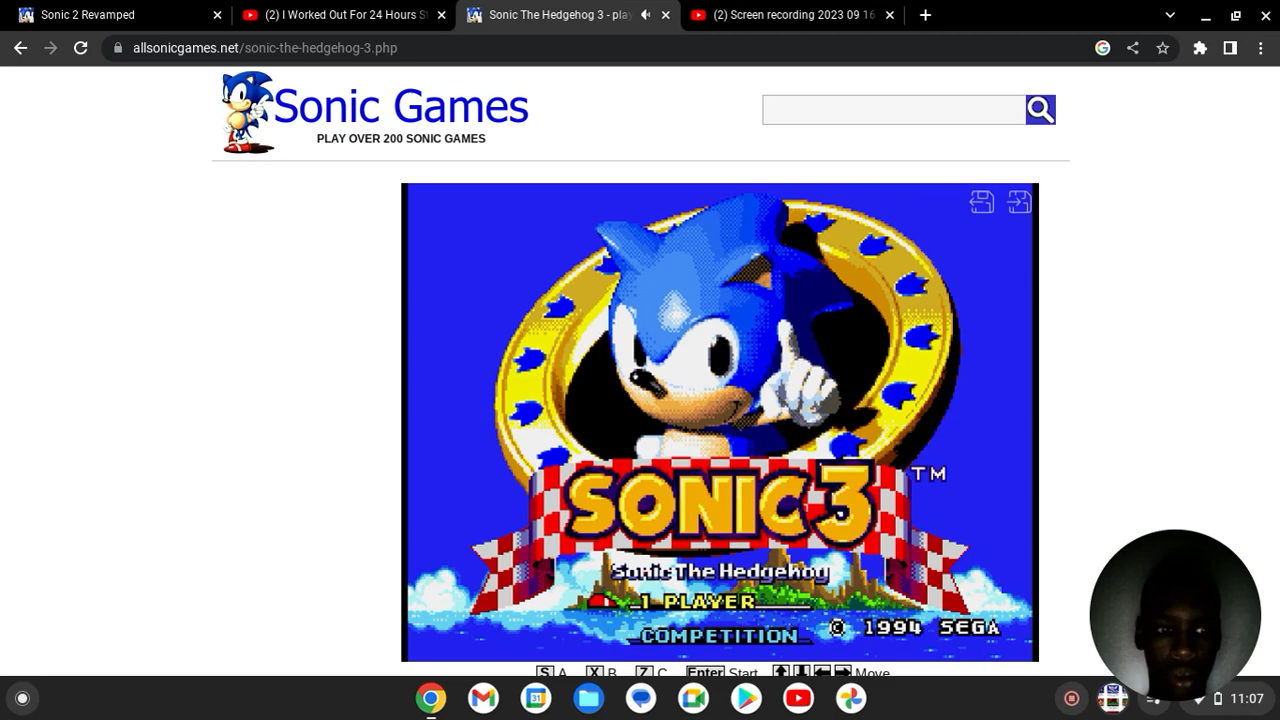 Sonic 2 Revamped
(2) I Worked Out For 24 Hours St
Sonic The Hedgehog 3 - play
(2) Screen recording 2023 09 16
allsonicgames.net/sonic-the-hedgehog-3.php
Sonic Games
PLAY OVER 200 SONIC GAMES
SONIC 3 TM
Sonic The Hedgehog
1 PLAYER
COMPETITION
© 1994 SEGA
S A X B Z C Enter Start Move
31
11:07